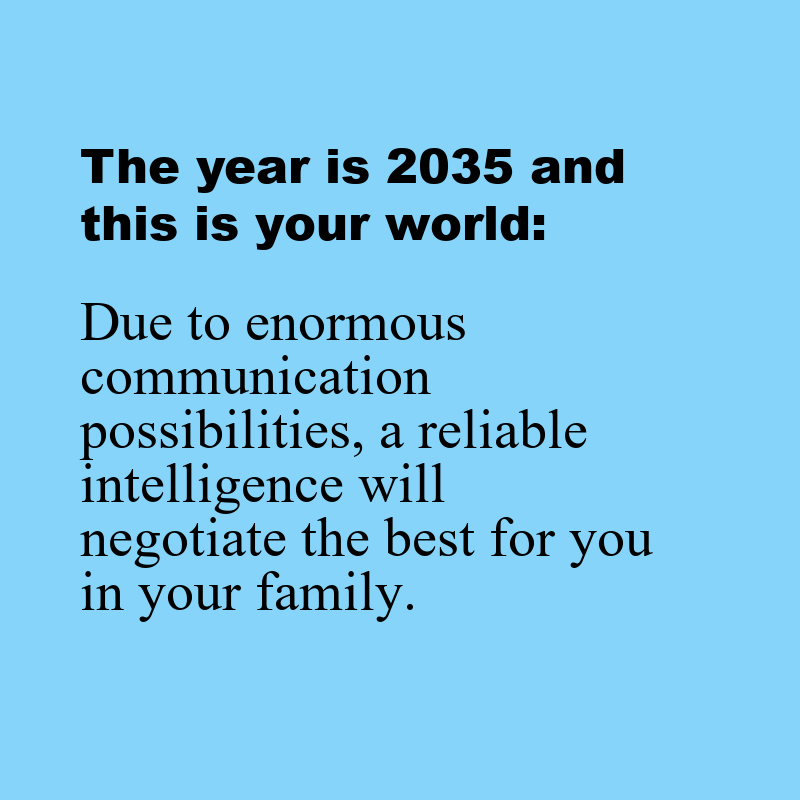 The year is 2035 and
this is your world:
Due to enormous
communication
possibilities, a reliable
intelligence will
negotiate the best for you
in your family.